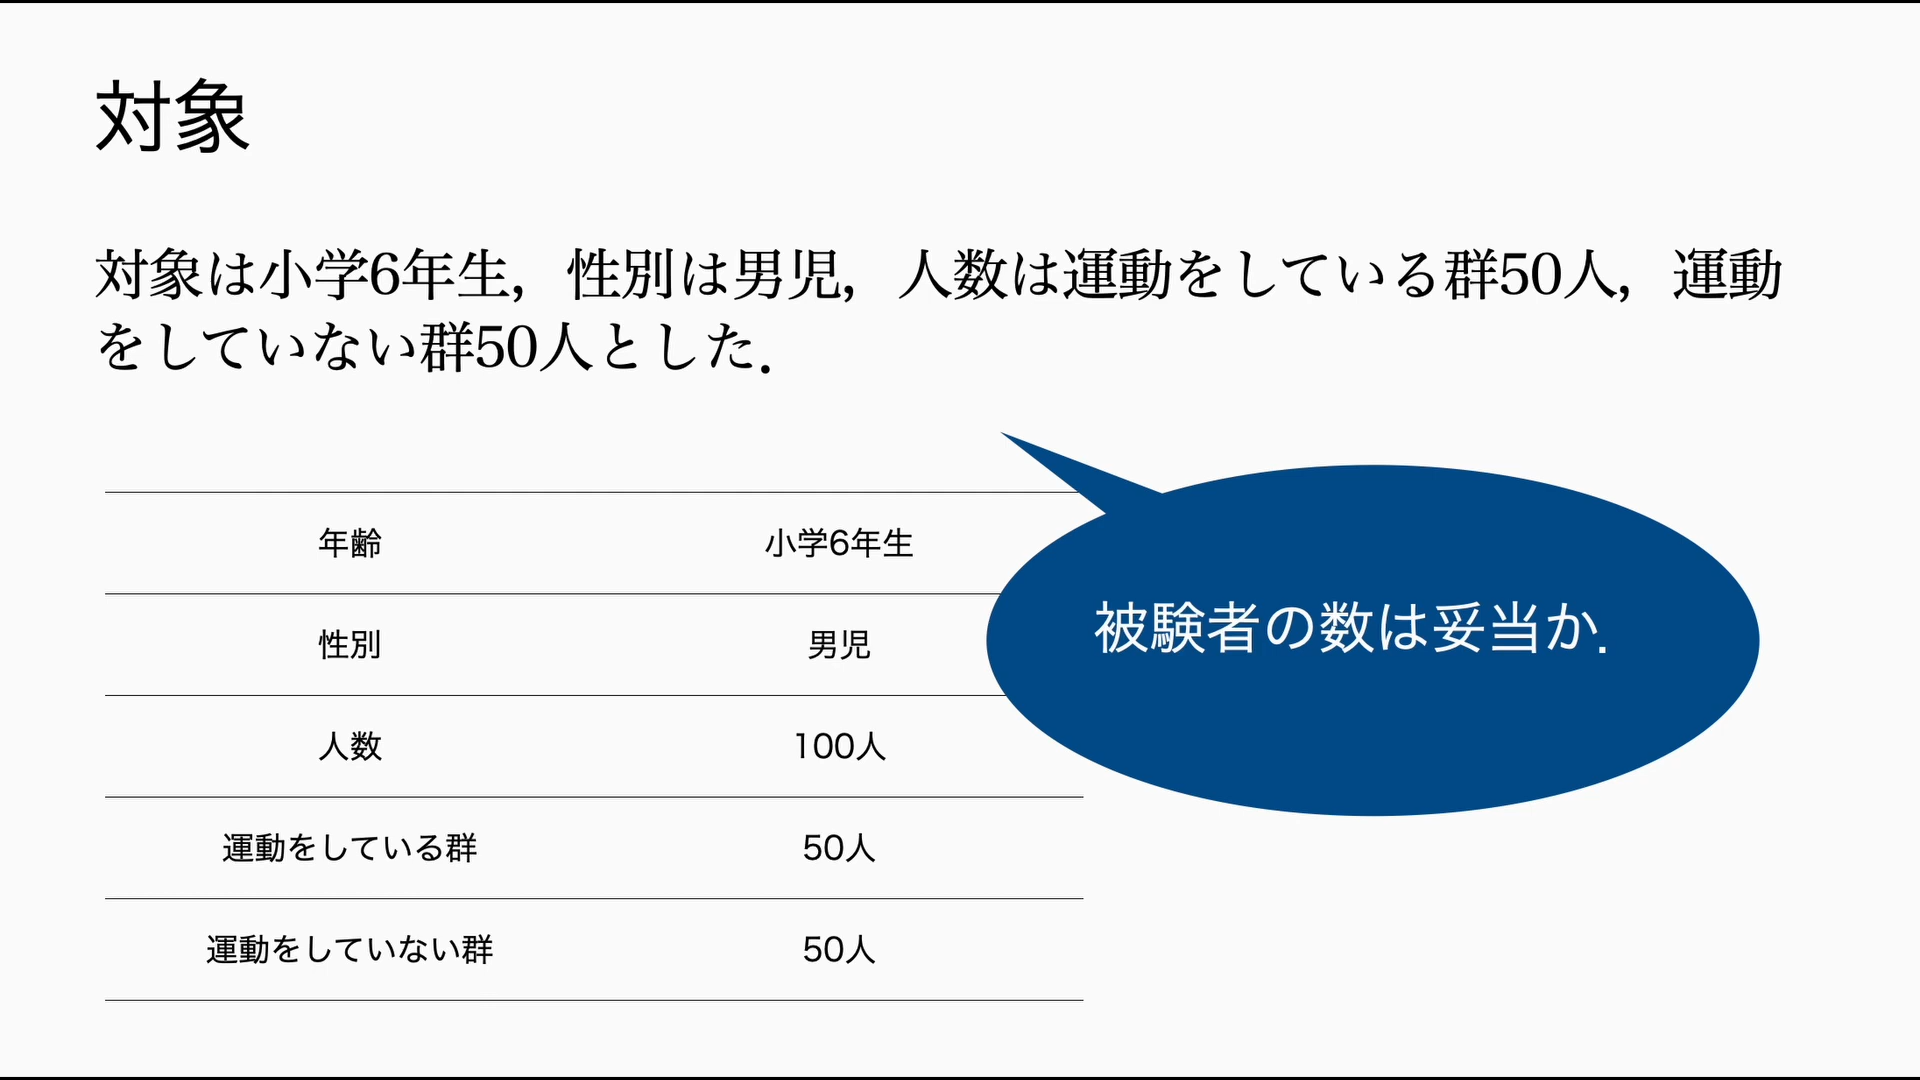 対象
対象は小学6年生，性別は男児，人数は運動をしている群50人，運動
をしていない群50人とした．
年齢 小学6年生
性別 男児
人数 100人
運動をしている群 50人
運動をしていない群 50人
被験者の数は妥当か．